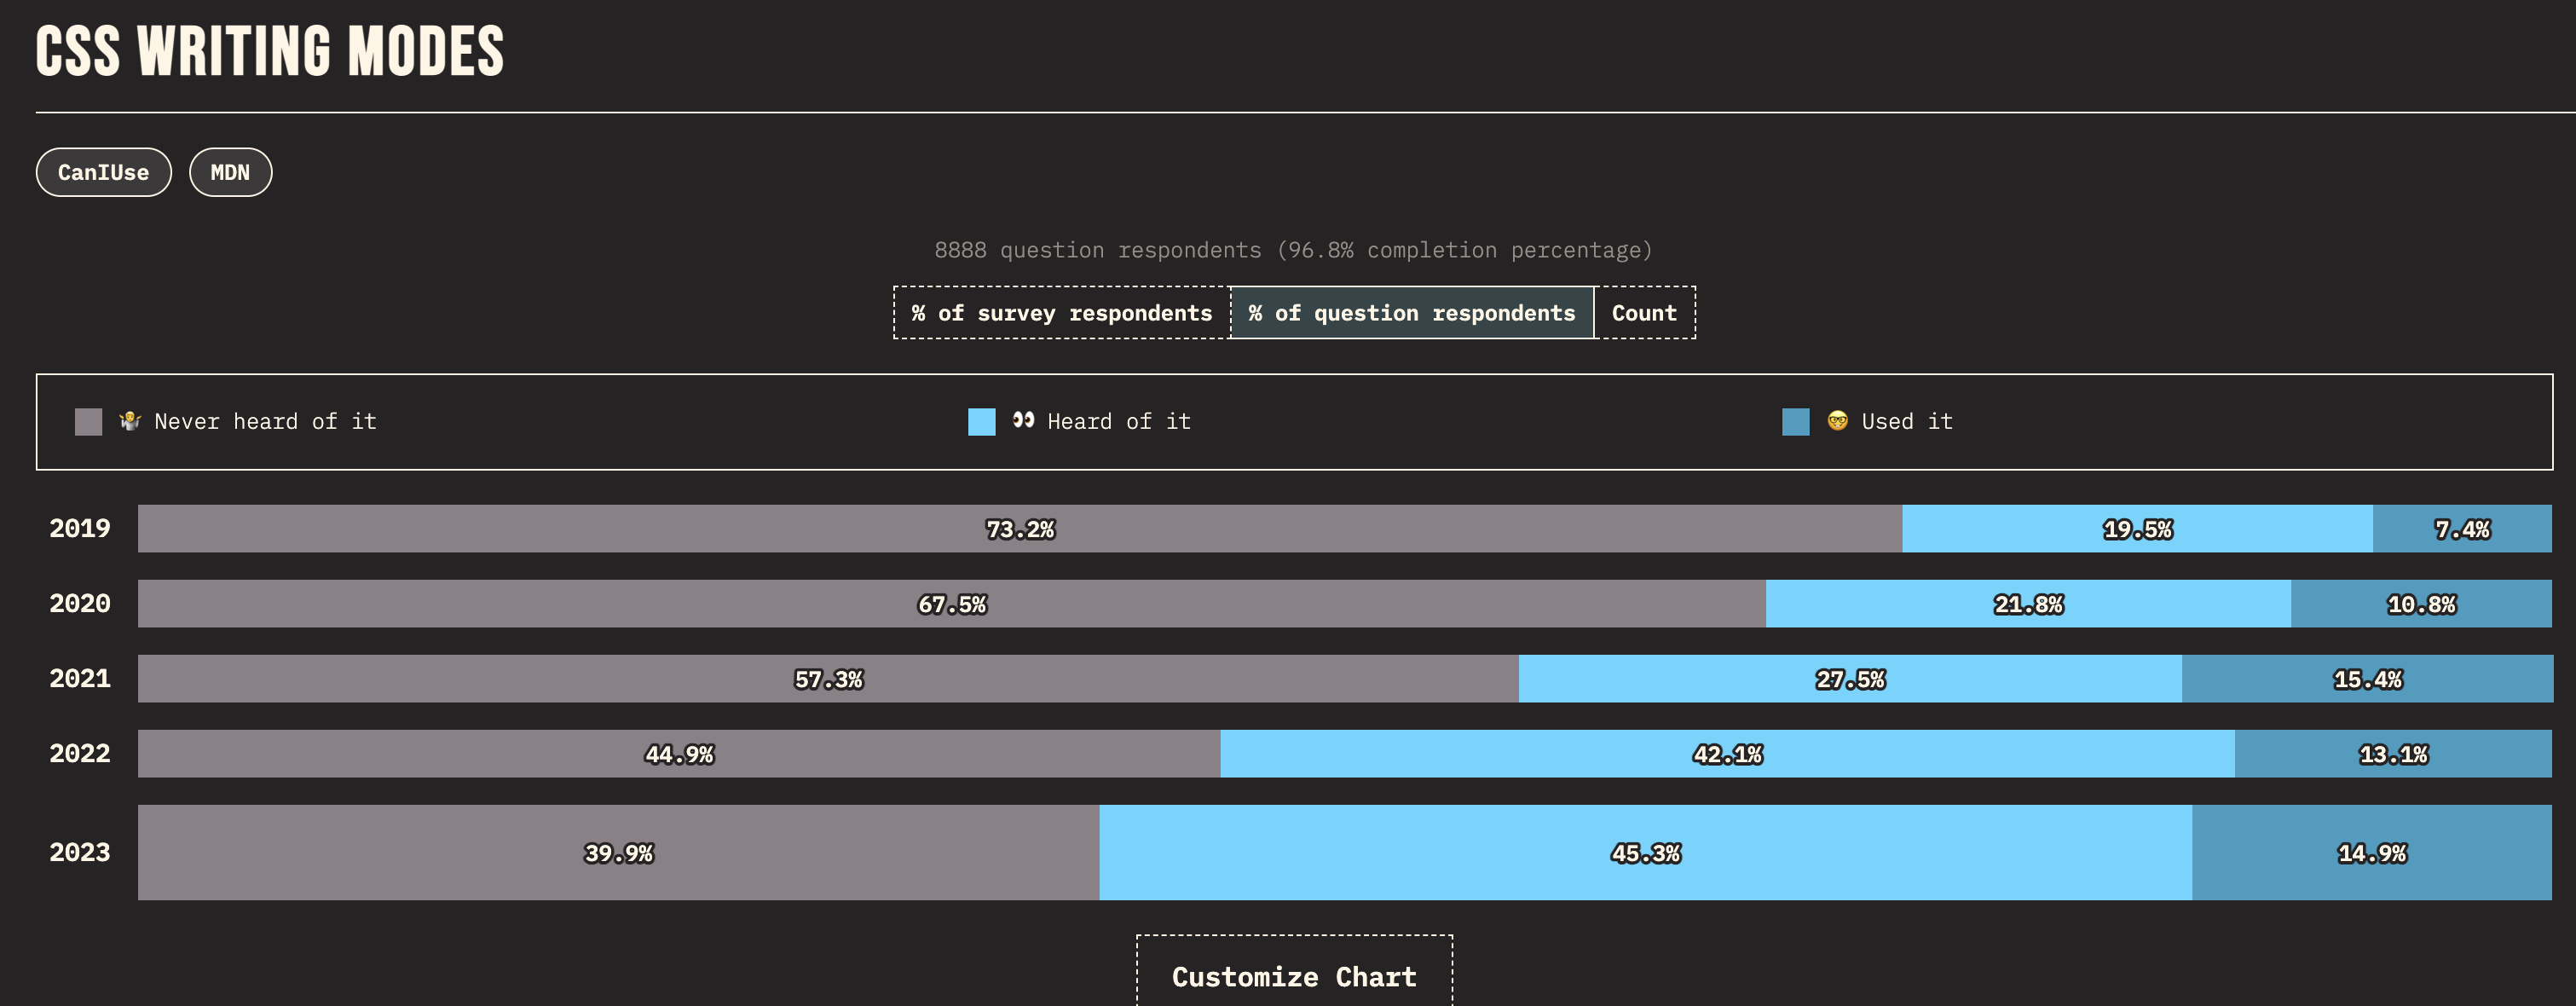 CSS WRITING MODES
CanIUse MDN
8888 question respondents (96.8% completion percentage)
% of survey respondents % of question respondents Count
Never heard of it Heard of it Used it
2019 73.2% 19.5% 7.4%
2020 67.5% 21.8% 10.8%
2021 57.3% 27.5% 15.4%
2022 44.9% 42.1% 13.1%
2023 39.9% 45.3% 14.9%
Customize Chart